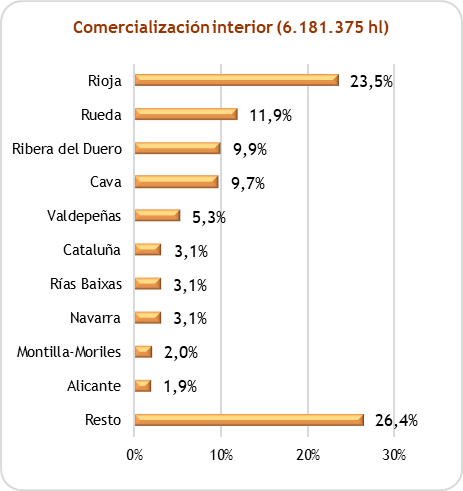 Comercialización interior (6.181.375 hl)
Rioja 23,5%
Rueda 11,9%
Ribera del Duero 9,9%
Cava 9,7%
Valdepeñas 5,3%
Cataluña 3,1%
Rías Baixas 3,1%
Navarra 3,1%
Montilla-Moriles 2,0%
Alicante 1,9%
Resto 26,4%
0% 10% 20% 30%